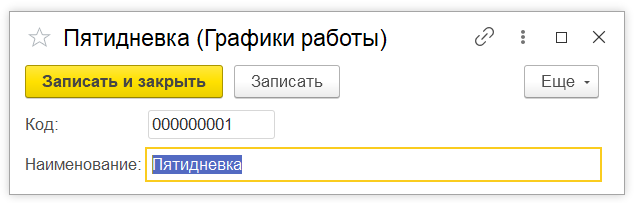 Пятидневка (Графики работы)
Записать и закрыть Записать Еще
Код: 000000001
Наименование: Пятидневка